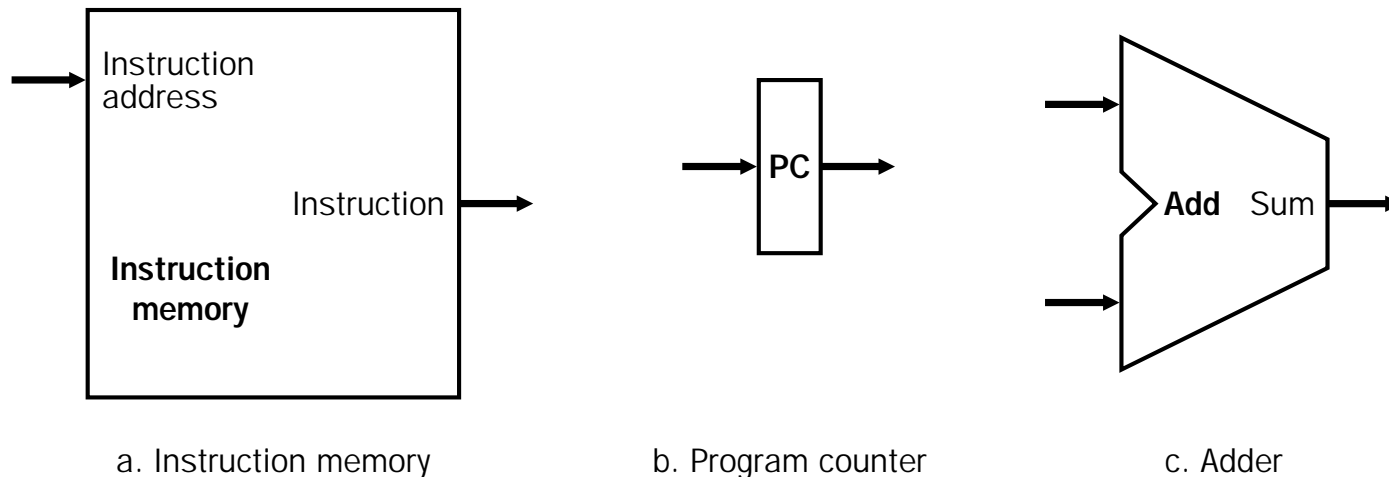 Instruction
address
Instruction
Instruction
memory
PC
Add Sum
a. Instruction memory
b. Program counter
c. Adder